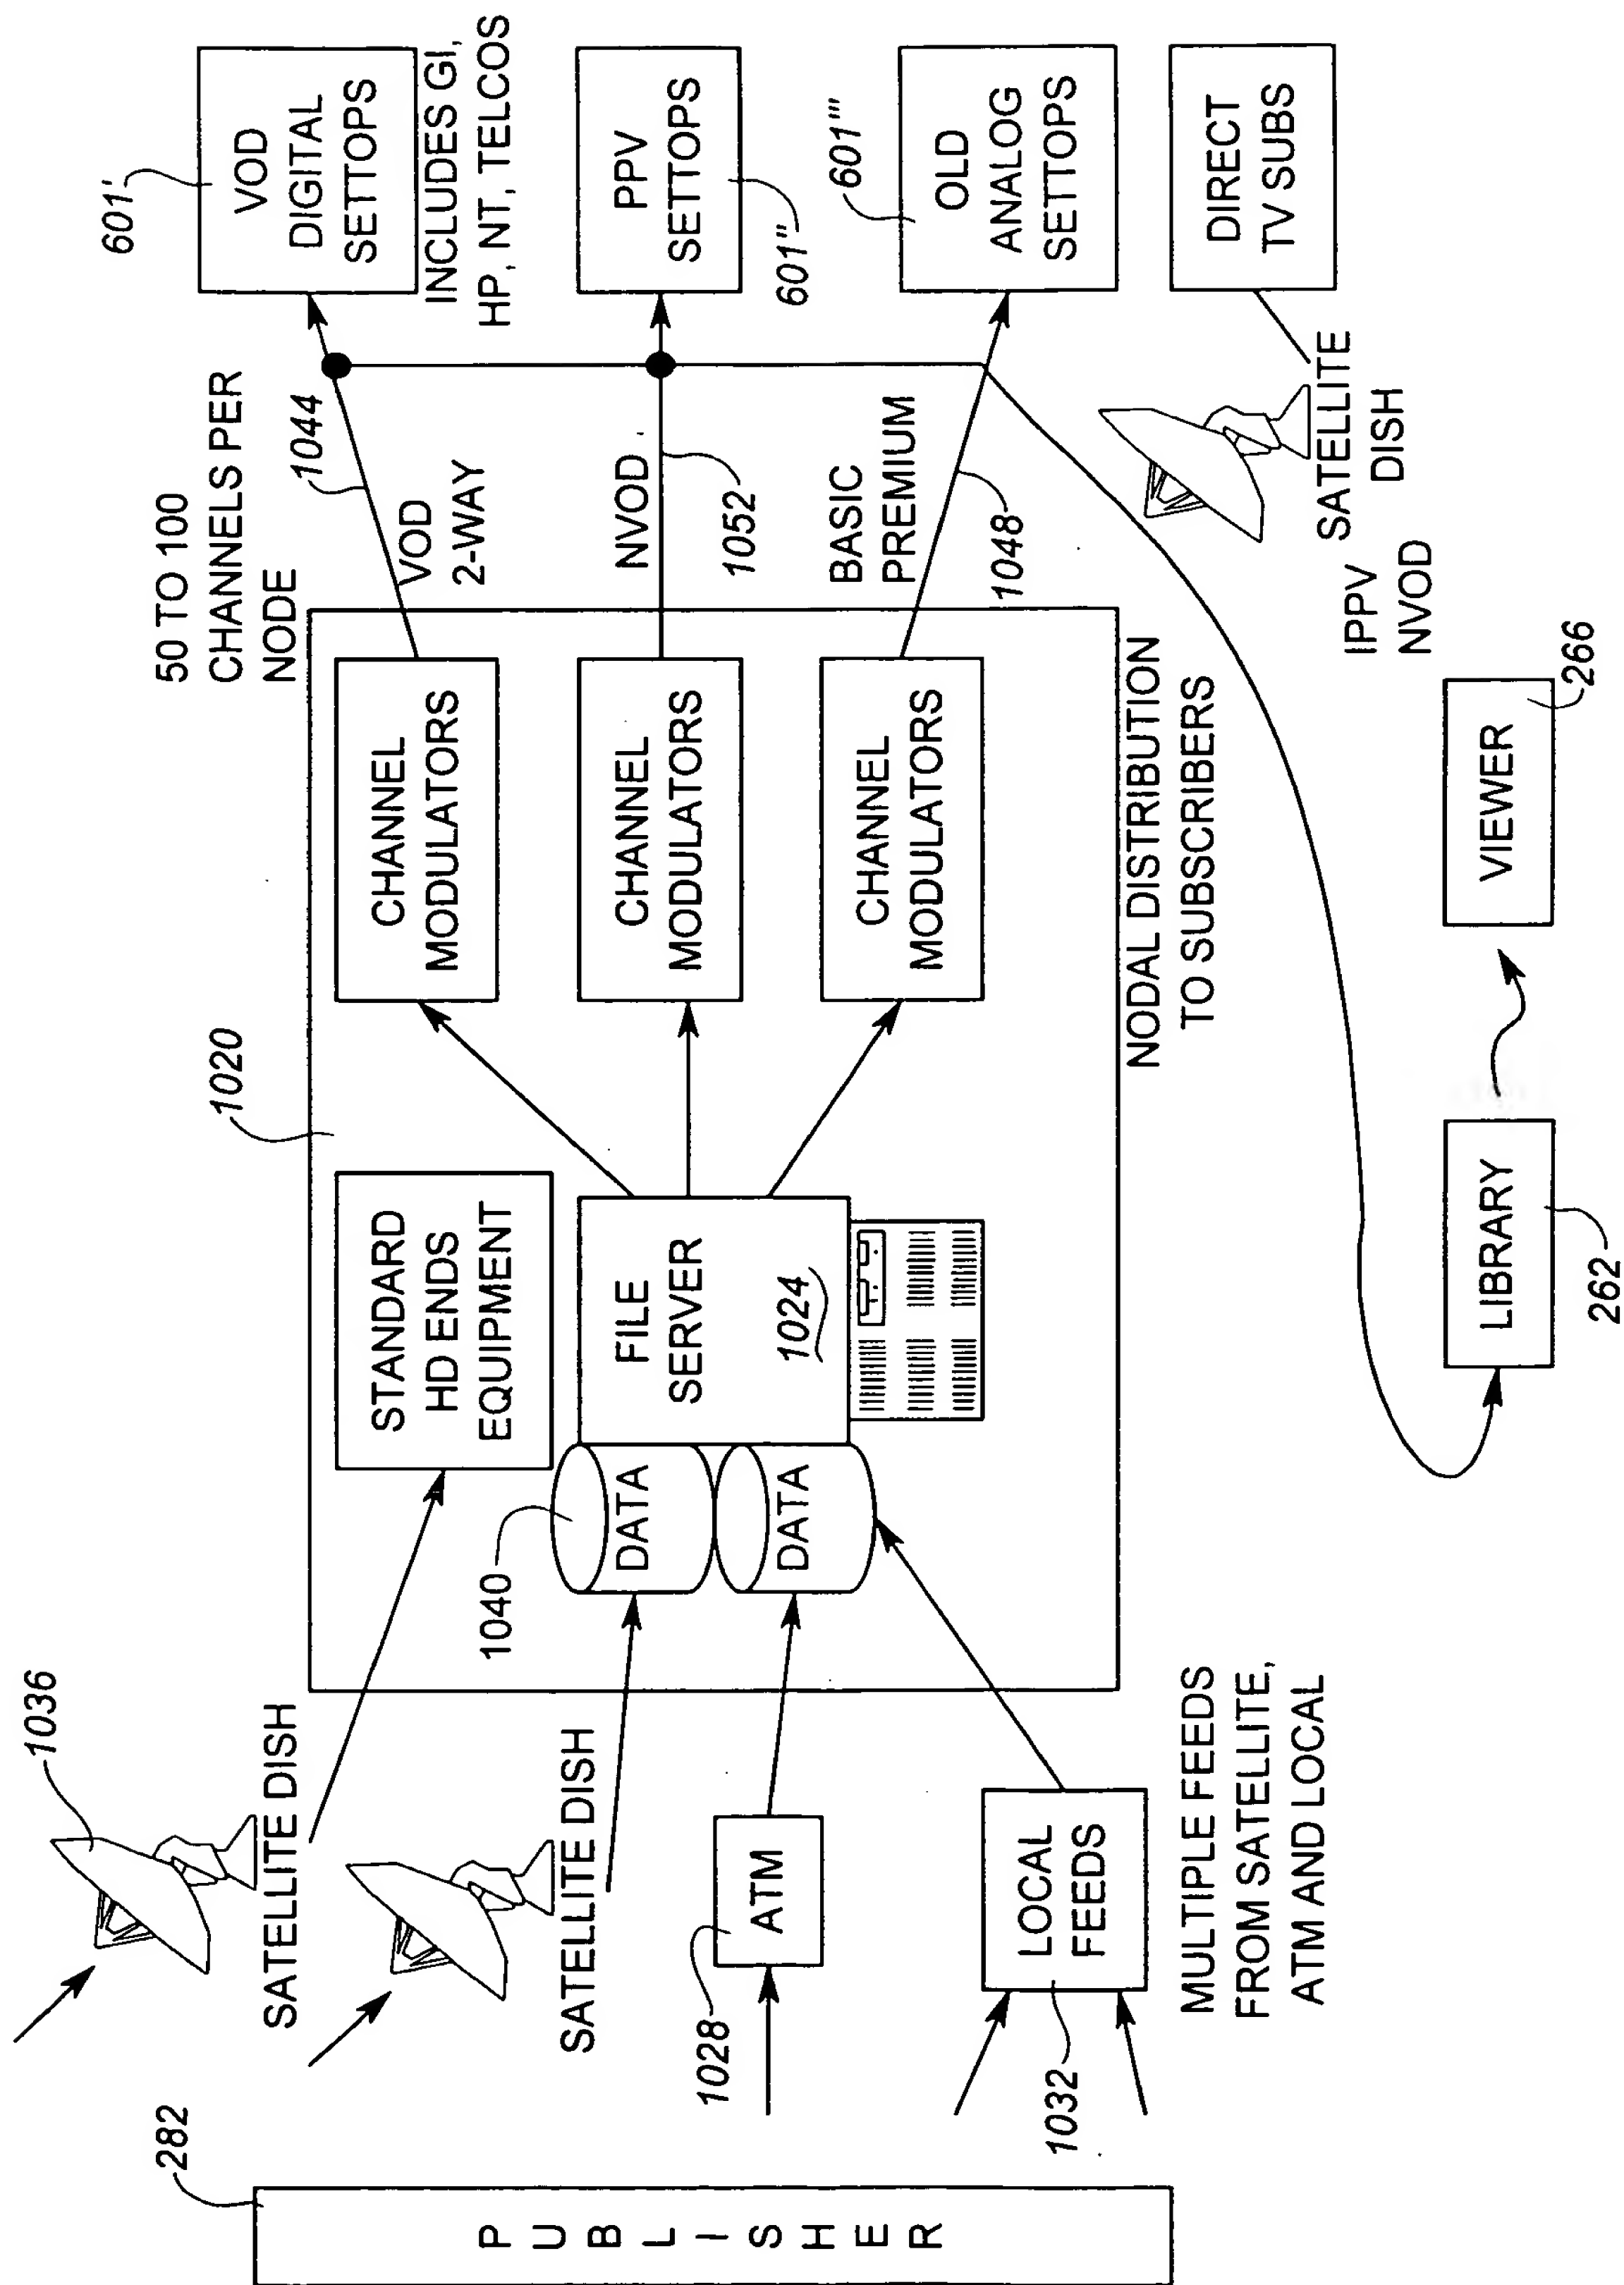 282
PUBLISHER
1036
SATELLITE DISH
SATELLITE DISH
1028
ATM
1032
LOCAL
FEEDS
MULTIPLE FEEDS
FROM SATELLITE,
ATM AND LOCAL
1020
STANDARD
HD ENDS
EQUIPMENT
1040
DATA
DATA
FILE
SERVER
1024
CHANNEL
MODULATORS
CHANNEL
MODULATORS
CHANNEL
MODULATORS
NODAL DISTRIBUTION
TO SUBSCRIBERS
50 TO 100
CHANNELS PER
NODE
1044
VOD
2-WAY
NVOD
1052
BASIC
PREMIUM
1048
601'
VOD
DIGITAL
SETTOPS
INCLUDES GI,
HP, NT, TELCOS
PPV
SETTOPS
601"
601'''
OLD
ANALOG
SETTOPS
DIRECT
TV SUBS
SATELLITE
DISH
IPPV
NVOD
LIBRARY
262
VIEWER
266